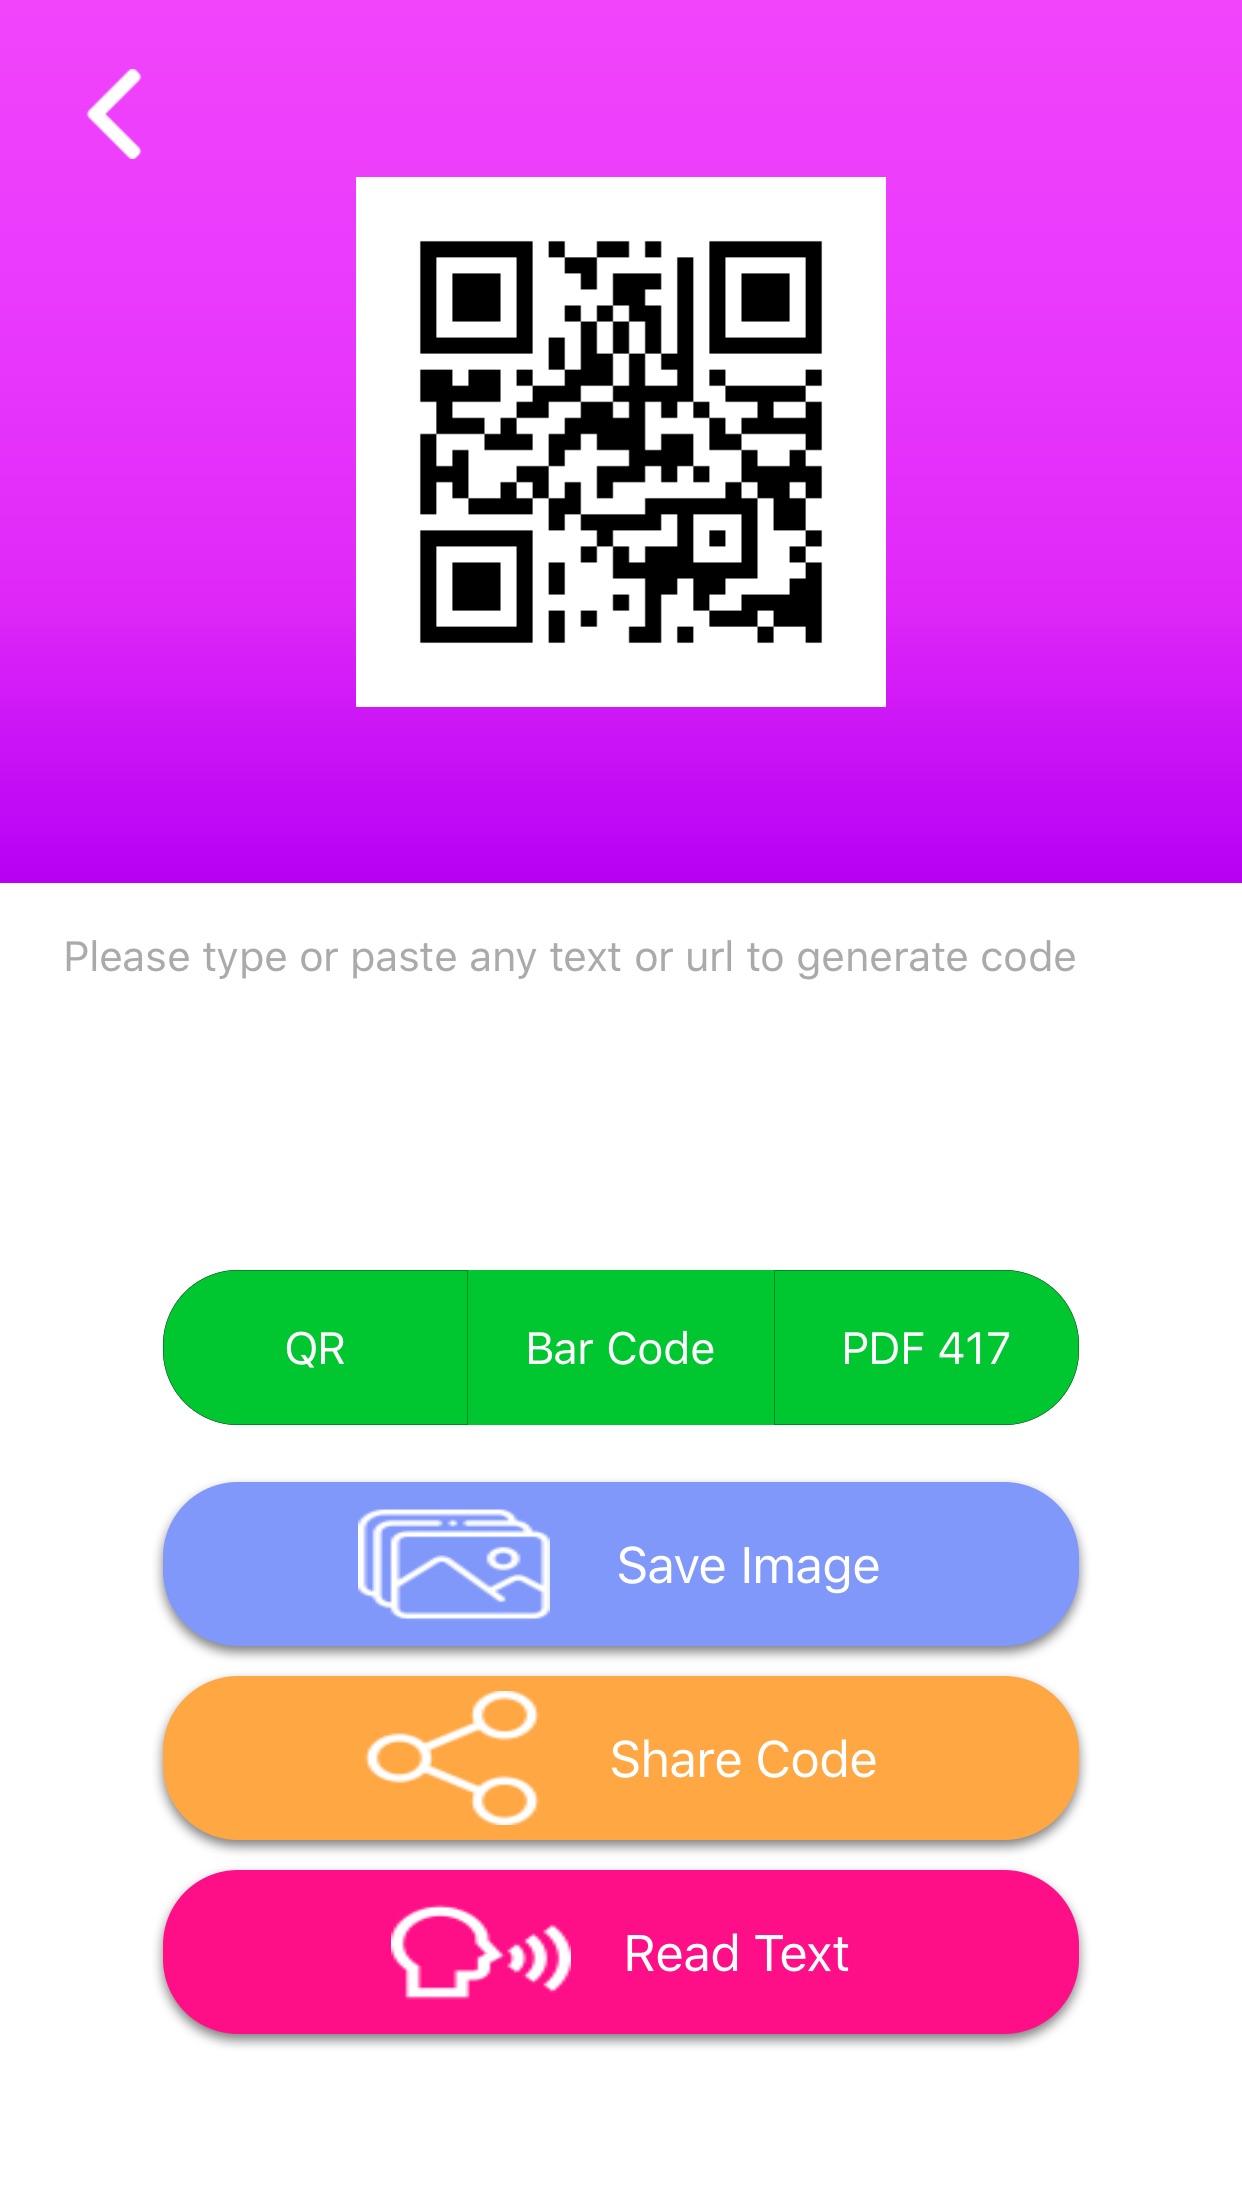 Please type or paste any text or url to generate code
QR
Bar Code
PDF 417
Save Image
Share Code
Read Text